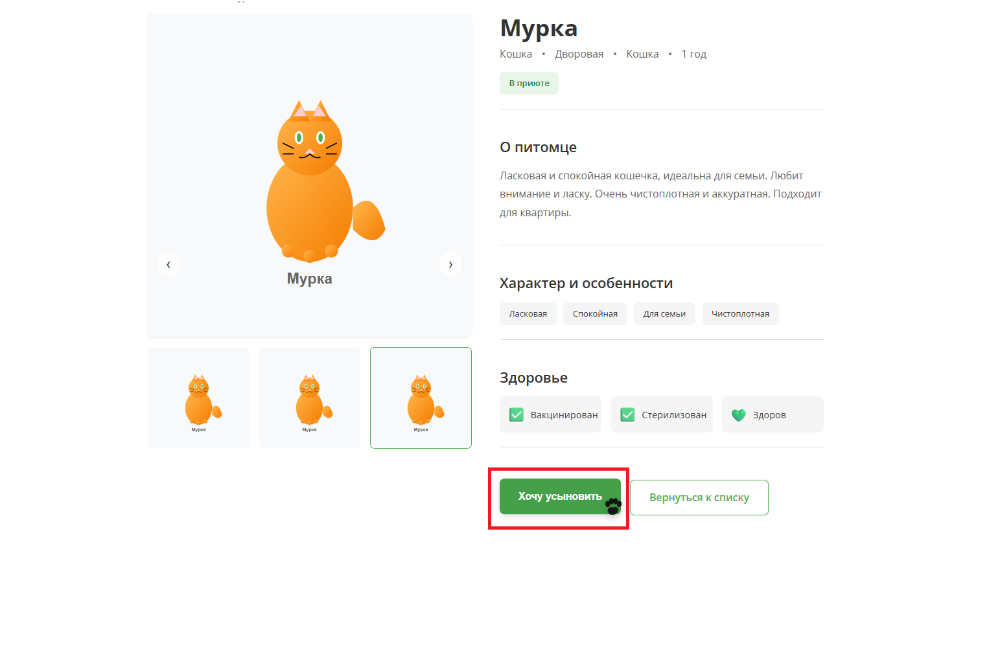 Мурка
Кошка • Дворовая • Кошка • 1 год
В приюте
О питомце
Ласковая и спокойная кошечка, идеальна для семьи. Любит
внимание и ласку. Очень чистоплотная и аккуратная. Подходит
для квартиры.
Характер и особенности
Ласковая
Спокойная
Для семьи
Чистоплотная
Здоровье
Вакцинирован
Стерилизован
Здоров
Хочу усыновить
Вернуться к списку
‹
›
Мурка
Мурка
Мурка
Мурка